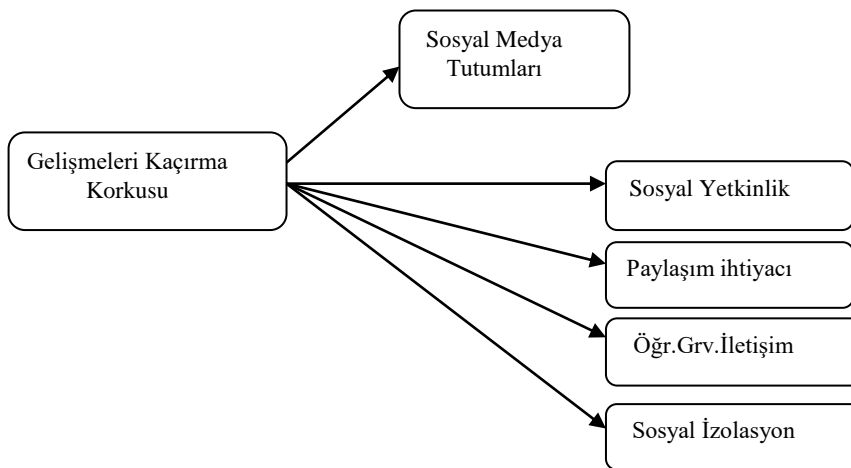 Sosyal Medya
Tutumları
Gelişmeleri Kaçırma
Korkusu
Sosyal Yetkinlik
Paylaşım ihtiyacı
Öğr.Grv.İletişim
Sosyal İzolasyon